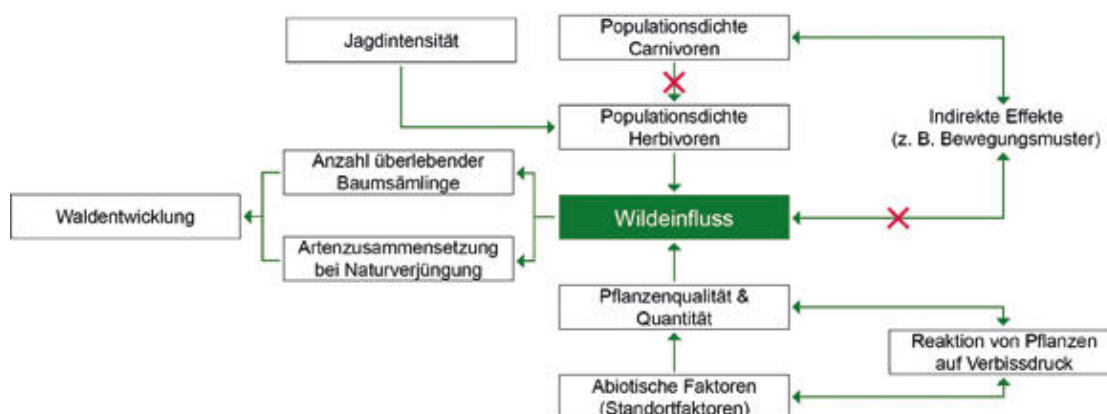 Jagdintensität
Populationsdichte
Carnivoren
Populationsdichte
Herbivoren
Indirekte Effekte
(z. B. Bewegungsmuster)
Anzahl überlebender
Baumsämlinge
Waldentwicklung
Wildeinfluss
Artenzusammensetzung
bei Naturverjüngung
Pflanzenqualität &
Quantität
Reaktion von Pflanzen
auf Verbissdruck
Abiotische Faktoren
(Standortfaktoren)